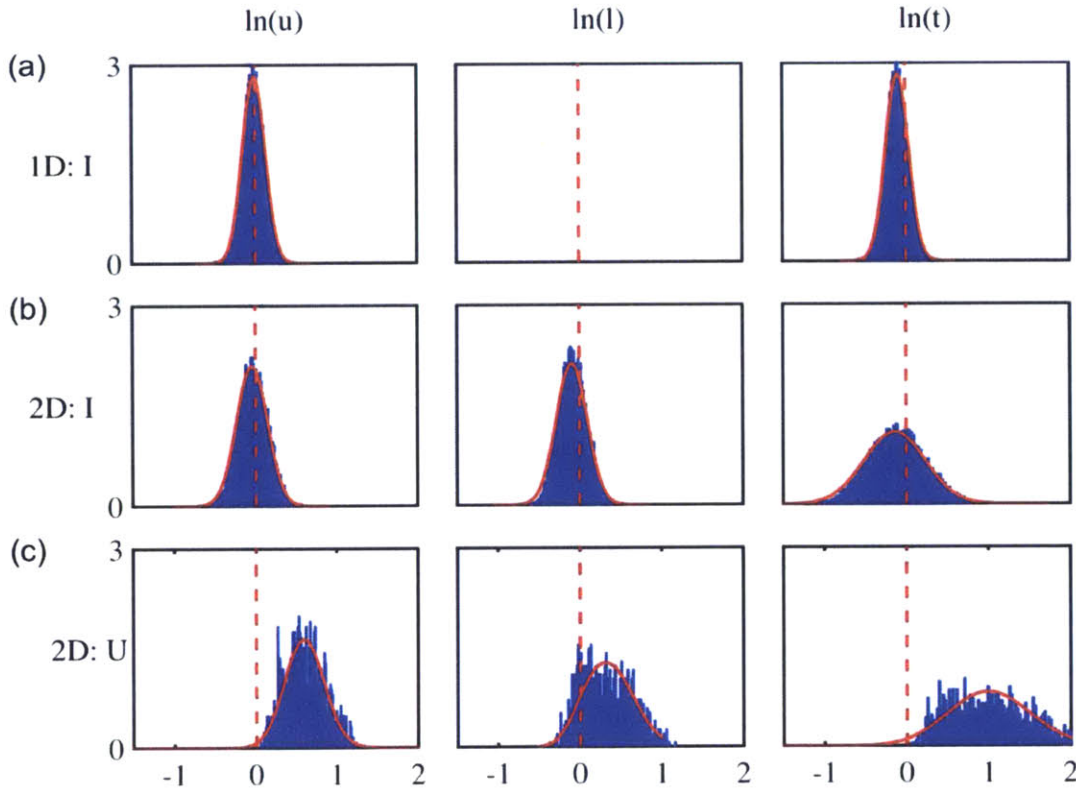 ln(u) ln(l) ln(t)
(a) 3
1D: I
0
(b) 3
2D: I
0
(c) 3
2D: U
0
-1 0 1 2 -1 0 1 2 -1 0 1 2